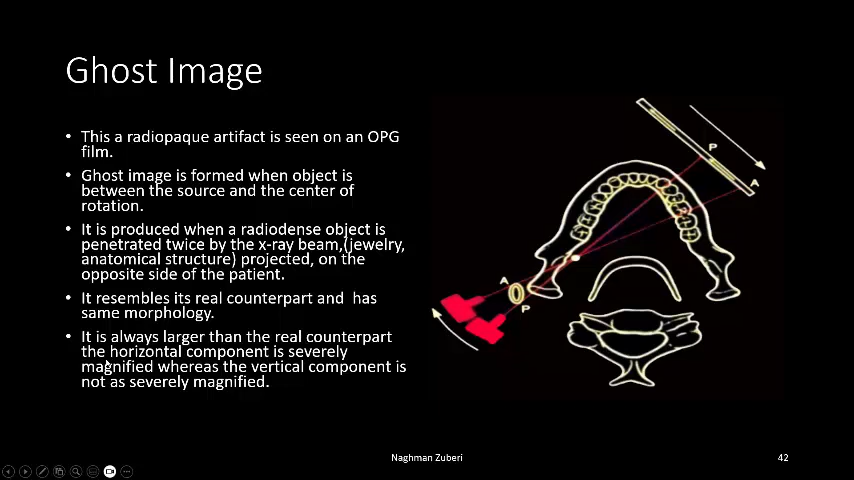 Ghost Image
• This a radiopaque artifact is seen on an OPG
film.
• Ghost image is formed when object is
between the source and the center of
rotation.
• It is produced when a radiodense object is
penetrated twice by the x-ray beam,(jewelry,
anatomical structure) projected, on the
opposite side of the patient.
• It resembles its real counterpart and has
same morphology.
• It is always larger than the real counterpart
the horizontal component is severely
magnified whereas the vertical component is
not as severely magnified.
P
A
A
P
Naghman Zuberi
42